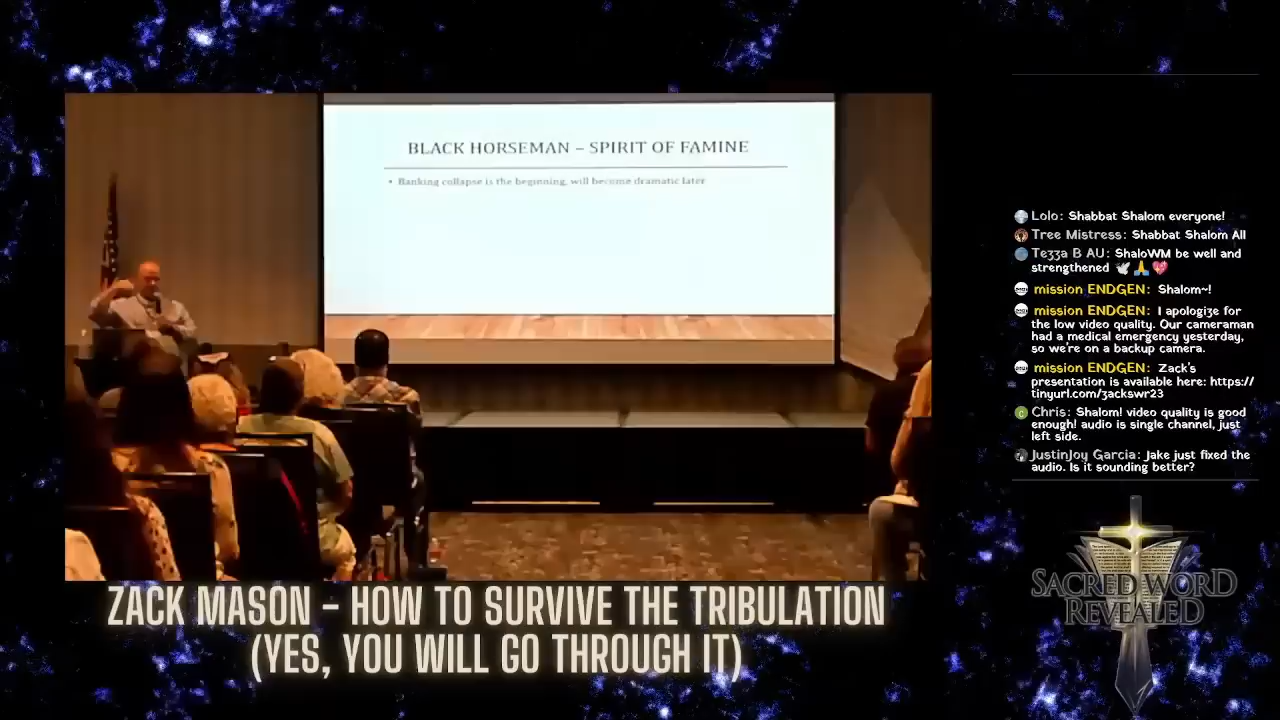 BLACK HORSEMAN – SPIRIT OF FAMINE
• Banking collapse is the beginning, will become dramatic later
Lolo: Shabbat Shalom everyone!
Tree Mistress: Shabbat Shalom All
Tezza B AU: ShaloWM be well and
strengthened 🕊️🙏💖
mission ENDGEN: Shalom~!
mission ENDGEN: I apologize for
the low video quality. Our cameraman
had a medical emergency yesterday,
so we're on a backup camera.
mission ENDGEN: Zack's
presentation is available here: https://
tinyurl.com/zackswr23
Chris: Shalom! video quality is good
enough! audio is single channel, just
left side.
JustinJoy Garcia: Jake just fixed the
audio. Is it sounding better?
SACRED WORD
REVEALED
ZACK MASON - HOW TO SURVIVE THE TRIBULATION
(YES, YOU WILL GO THROUGH IT)